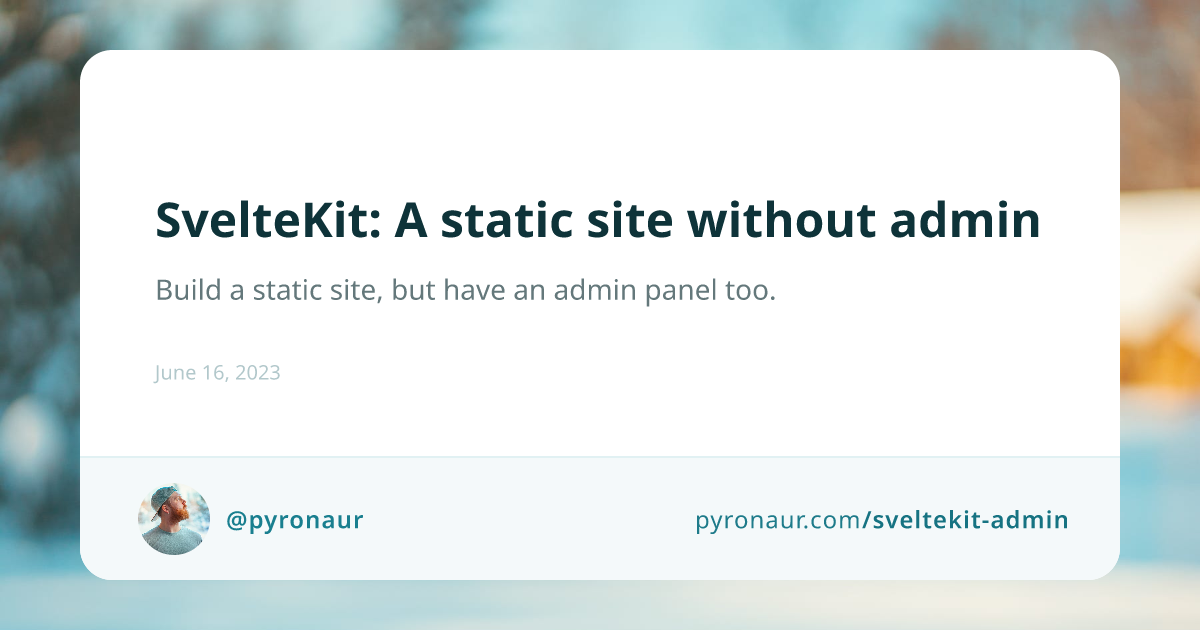 SvelteKit: A static site without admin
Build a static site, but have an admin panel too.
June 16, 2023
@pyronaur
pyronaur.com/sveltekit-admin